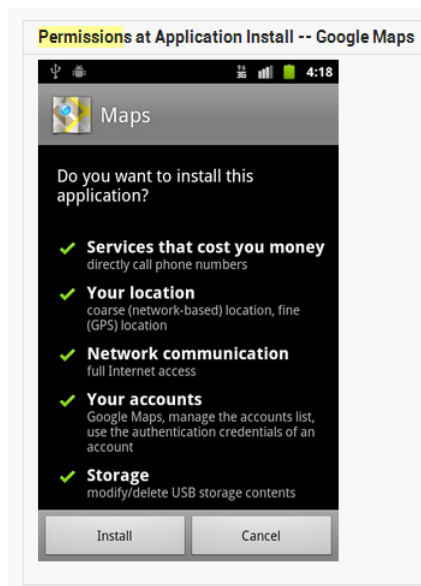 Permissions at Application Install -- Google Maps
3G 4:18
Maps
Do you want to install this
application?
Services that cost you money
directly call phone numbers
Your location
coarse (network-based) location, fine
(GPS) location
Network communication
full Internet access
Your accounts
Google Maps, manage the accounts list,
use the authentication credentials of an
account
Storage
modify/delete USB storage contents
Install Cancel